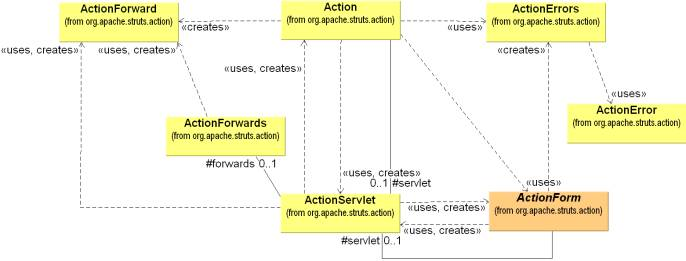 ActionForward
(from org.apache.struts.action)
Action
(from org.apache.struts.action)
ActionErrors
(from org.apache.struts.action)
«creates»
«uses»
«uses, creates»
«uses, creates»
«creates»
«uses, creates»
«uses»
ActionError
(from org.apache.struts.action)
ActionForwards
(from org.apache.struts.action)
#forwards 0..1
«uses, creates»
0..1 #servlet
«uses»
ActionServlet
(from org.apache.struts.action)
ActionForm
(from org.apache.struts.action)
«uses, creates»
«uses, creates»
#servlet 0..1